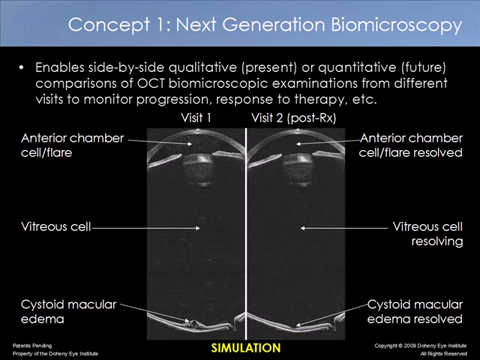 Concept 1: Next Generation Biomicroscopy
• Enables side-by-side qualitative (present) or quantitative (future)
comparisons of OCT biomicroscopic examinations from different
visits to monitor progression, response to therapy, etc.
Visit 1
Visit 2 (post-Rx)
Anterior chamber
cell/flare
Anterior chamber
cell/flare resolved
Vitreous cell
Vitreous cell
resolving
Cystoid macular
edema
Cystoid macular
edema resolved
Patents Pending
Property of the Doheny Eye Institute
SIMULATION
Copyright © 2009 Doheny Eye Institute
All Rights Reserved